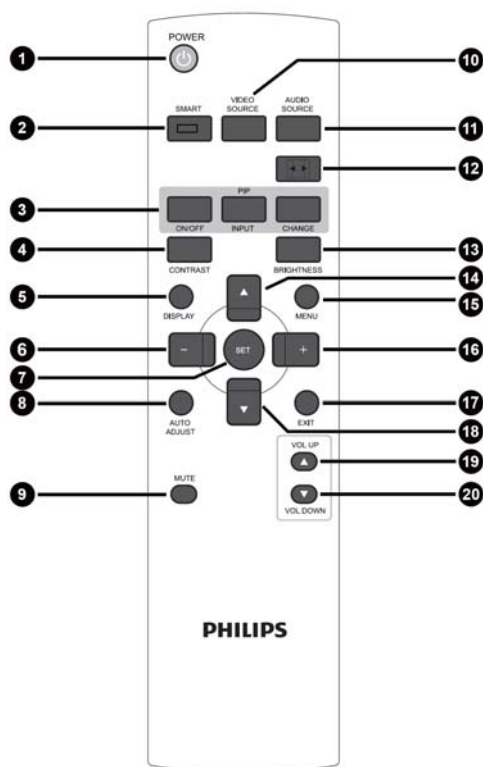 POWER
1
10
SMART
VIDEO
SOURCE
AUDIO
SOURCE
2
11
12
PIP
3
ON/OFF
INPUT
CHANGE
4
13
CONTRAST
BRIGHTNESS
14
5
DISPLAY
MENU
15
6
-
SET
+
16
7
8
AUTO
ADJUST
EXIT
17
18
VOL UP
19
9
MUTE
VOL DOWN
20
PHILIPS